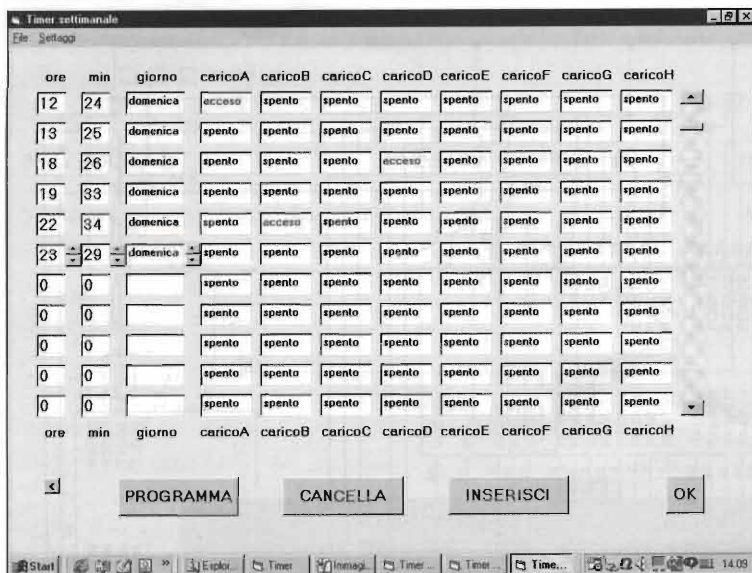 Timer settimanale
File Settaggi
ore min giorno caricoA caricoB caricoC caricoD caricoE caricoF caricoG caricoH
12 24 domenica acceso spento spento spento spento spento spento spento
13 25 domenica spento spento spento spento spento spento spento spento
18 26 domenica spento spento spento acceso spento spento spento spento
19 33 domenica spento spento spento spento spento spento spento spento
22 34 domenica spento acceso spento spento spento spento spento spento
23 29 domenica spento spento spento spento spento spento spento spento
0 0 spento spento spento spento spento spento spento spento
0 0 spento spento spento spento spento spento spento spento
0 0 spento spento spento spento spento spento spento spento
0 0 spento spento spento spento spento spento spento spento
0 0 spento spento spento spento spento spento spento spento
ore min giorno caricoA caricoB caricoC caricoD caricoE caricoF caricoG caricoH
< PROGRAMMA CANCELLA INSERISCI OK
Start » Esplor... Timer Immagi... Timer ... Timer ... Time... 14.09